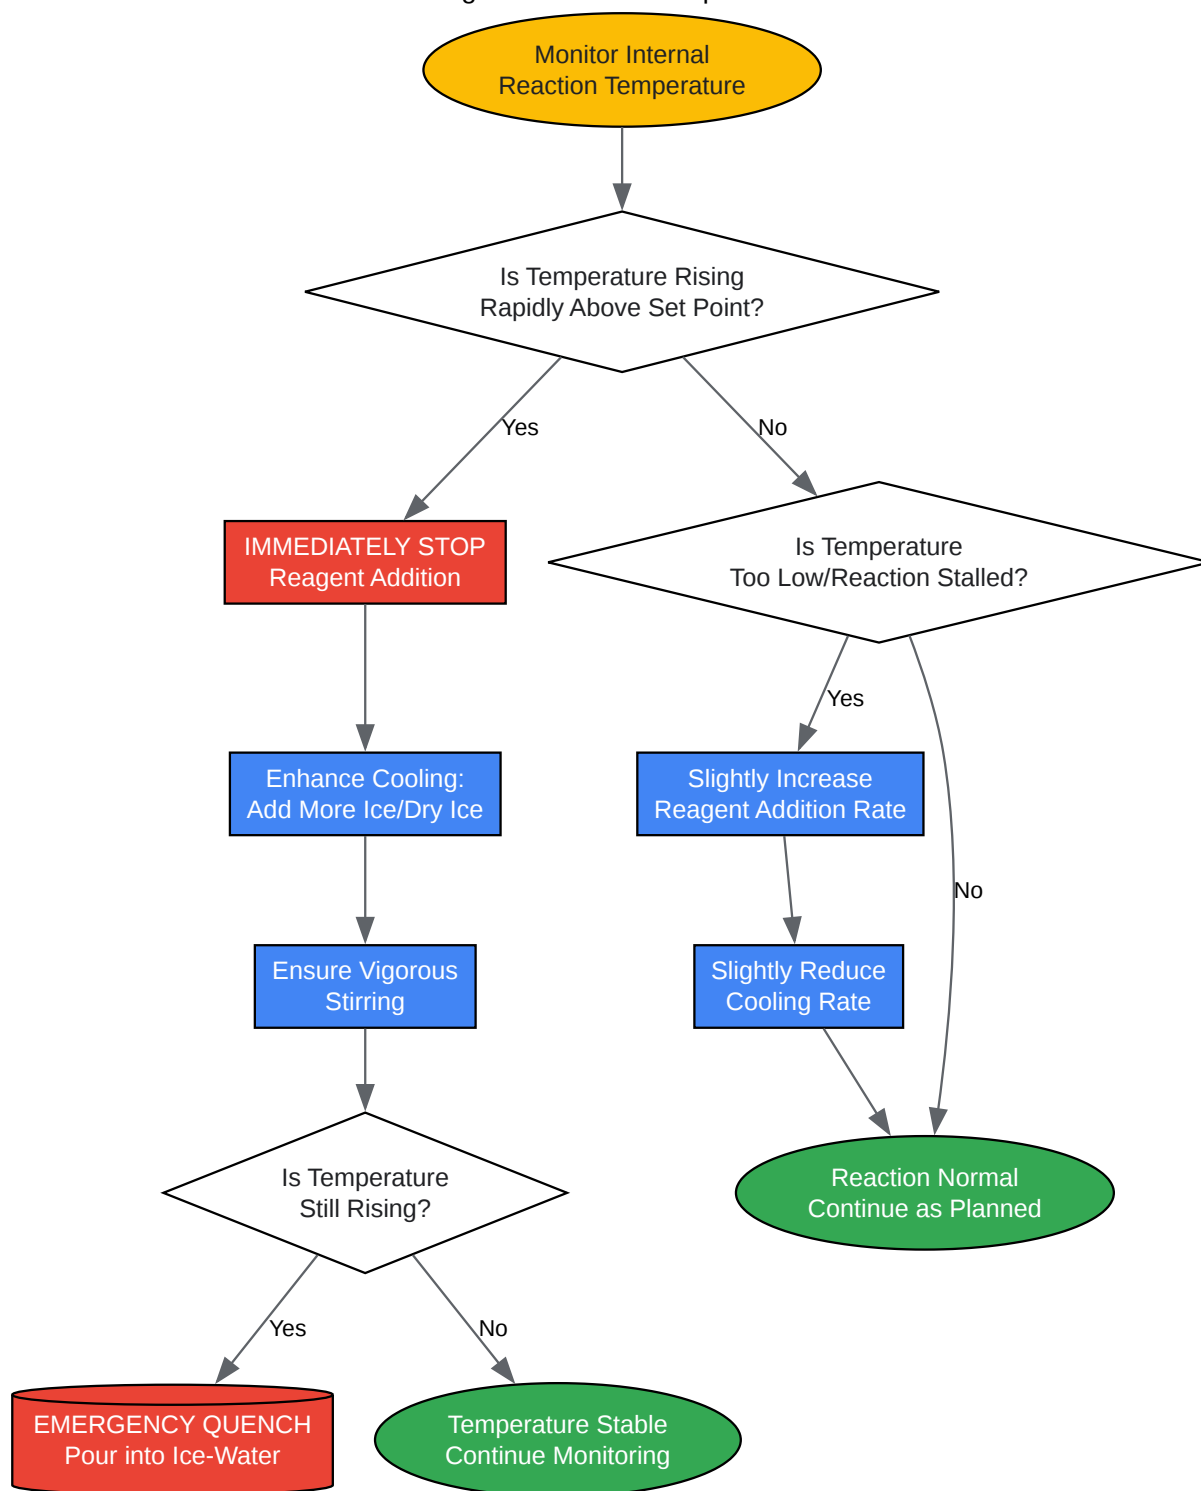 Monitor Internal
Reaction Temperature
Is Temperature Rising
Rapidly Above Set Point?
Yes
No
IMMEDIATELY STOP
Reagent Addition
Is Temperature
Too Low/Reaction Stalled?
Yes
Enhance Cooling:
Add More Ice/Dry Ice
Slightly Increase
Reagent Addition Rate
No
Ensure Vigorous
Stirring
Slightly Reduce
Cooling Rate
Is Temperature
Still Rising?
Reaction Normal
Continue as Planned
Yes
No
EMERGENCY QUENCH
Pour into Ice-Water
Temperature Stable
Continue Monitoring